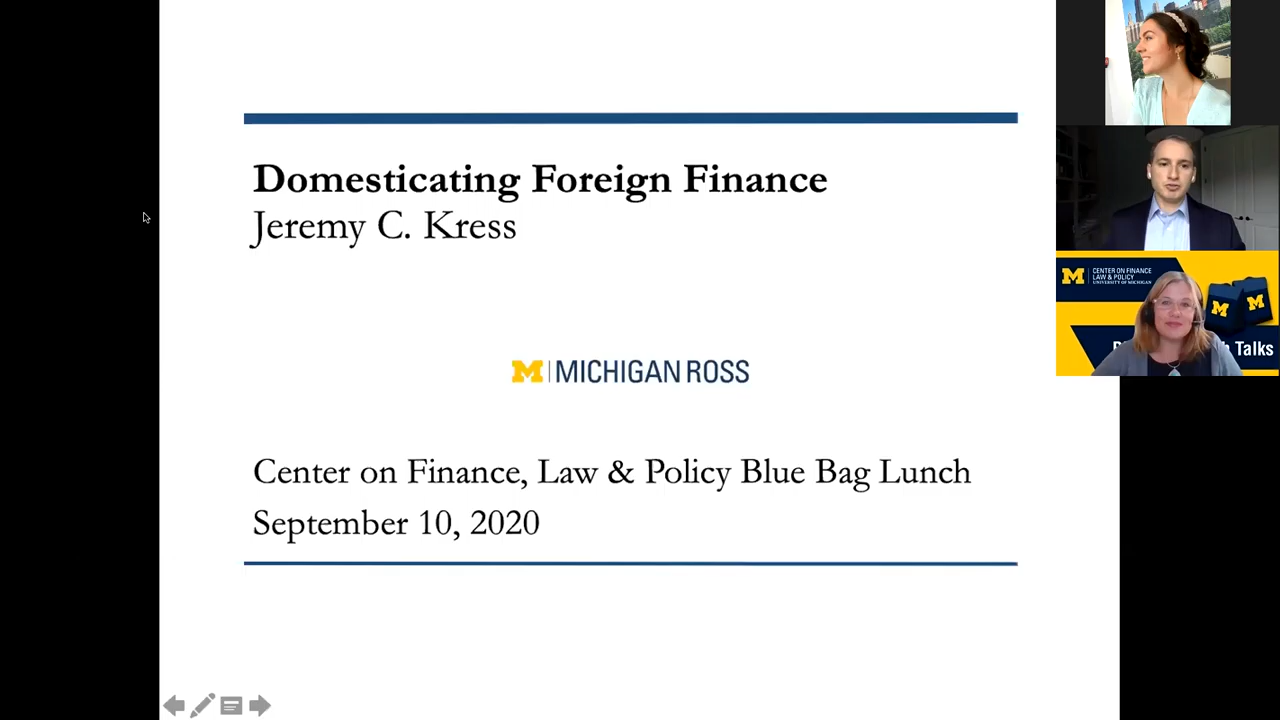 Domesticating Foreign Finance
Jeremy C. Kress
M | MICHIGAN ROSS
Center on Finance, Law & Policy Blue Bag Lunch
September 10, 2020
M CENTER ON FINANCE
LAW & POLICY
UNIVERSITY OF MICHIGAN
M M
Talks